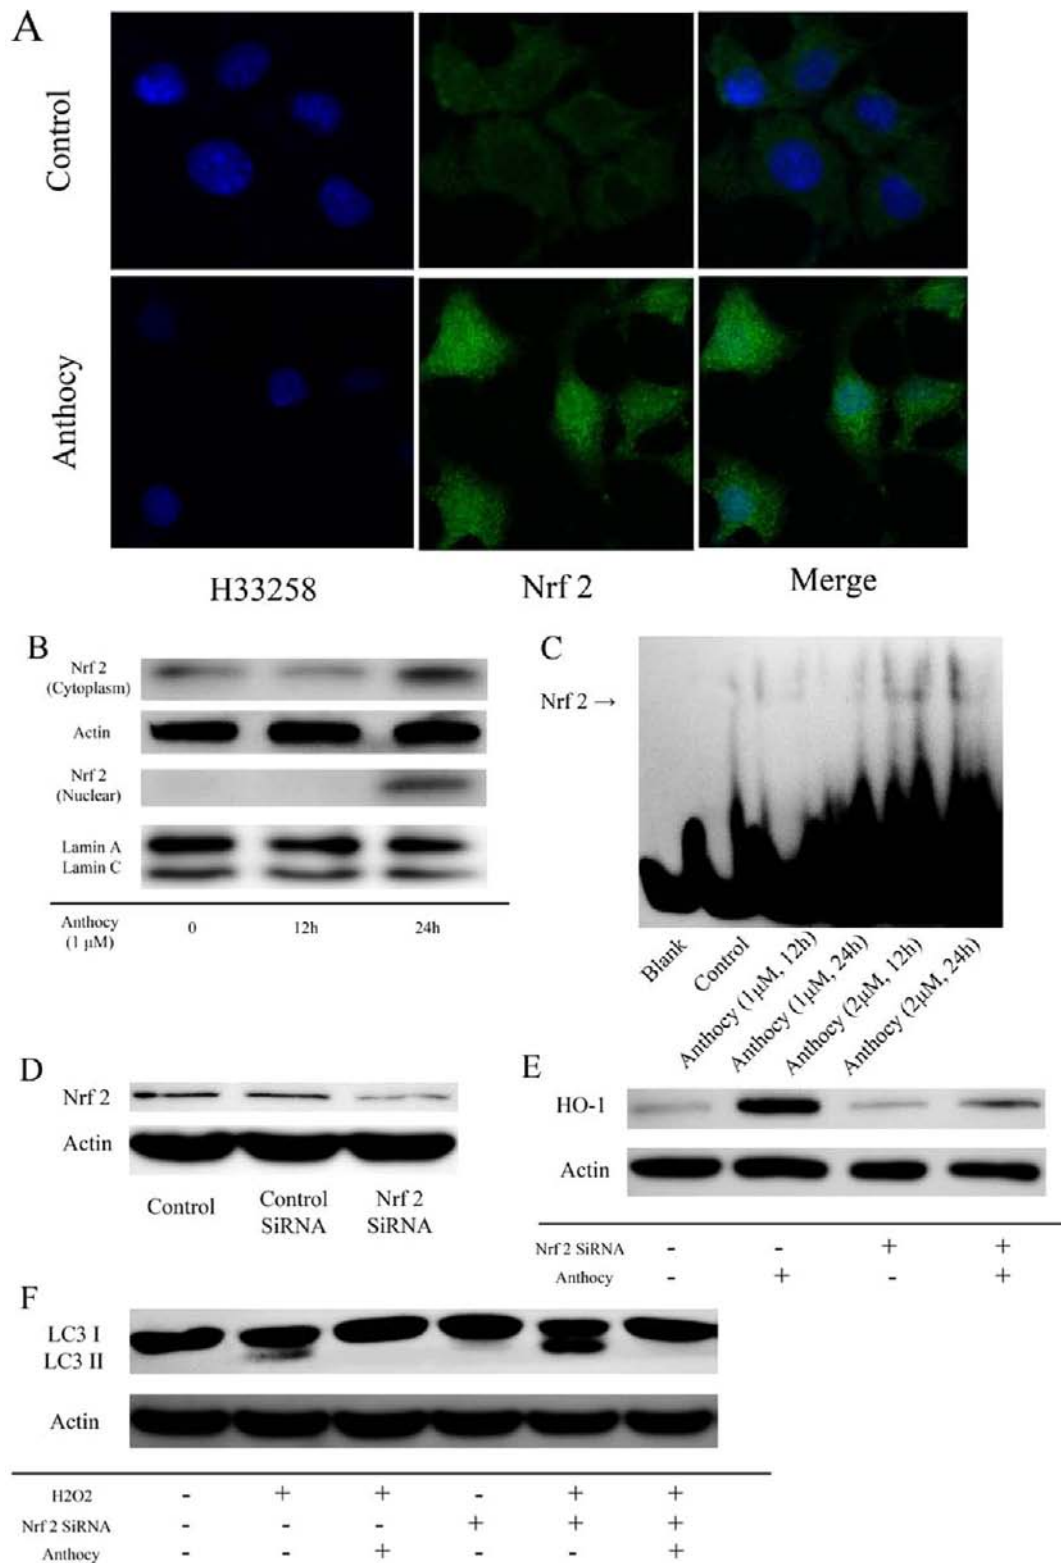 A
Control
Anthocy
H33258 Nrf 2 Merge
B
Nrf 2
(Cytoplasm)
Actin
Nrf 2
(Nuclear)
Lamin A
Lamin C
Anthocy
(1 μM)
0 12h 24h
C
Nrf 2 →
Blank
Control
Anthocy (1μM, 12h)
Anthocy (1μM, 24h)
Anthocy (2μM, 12h)
Anthocy (2μM, 24h)
D
Nrf 2
Actin
Control
Control
SiRNA
Nrf 2
SiRNA
E
HO-1
Actin
Nrf 2 SiRNA - - + +
Anthocy - + - +
F
LC3 I
LC3 II
Actin
H2O2 - + + - + +
Nrf 2 SiRNA - - - + + +
Anthocy - - + - - +